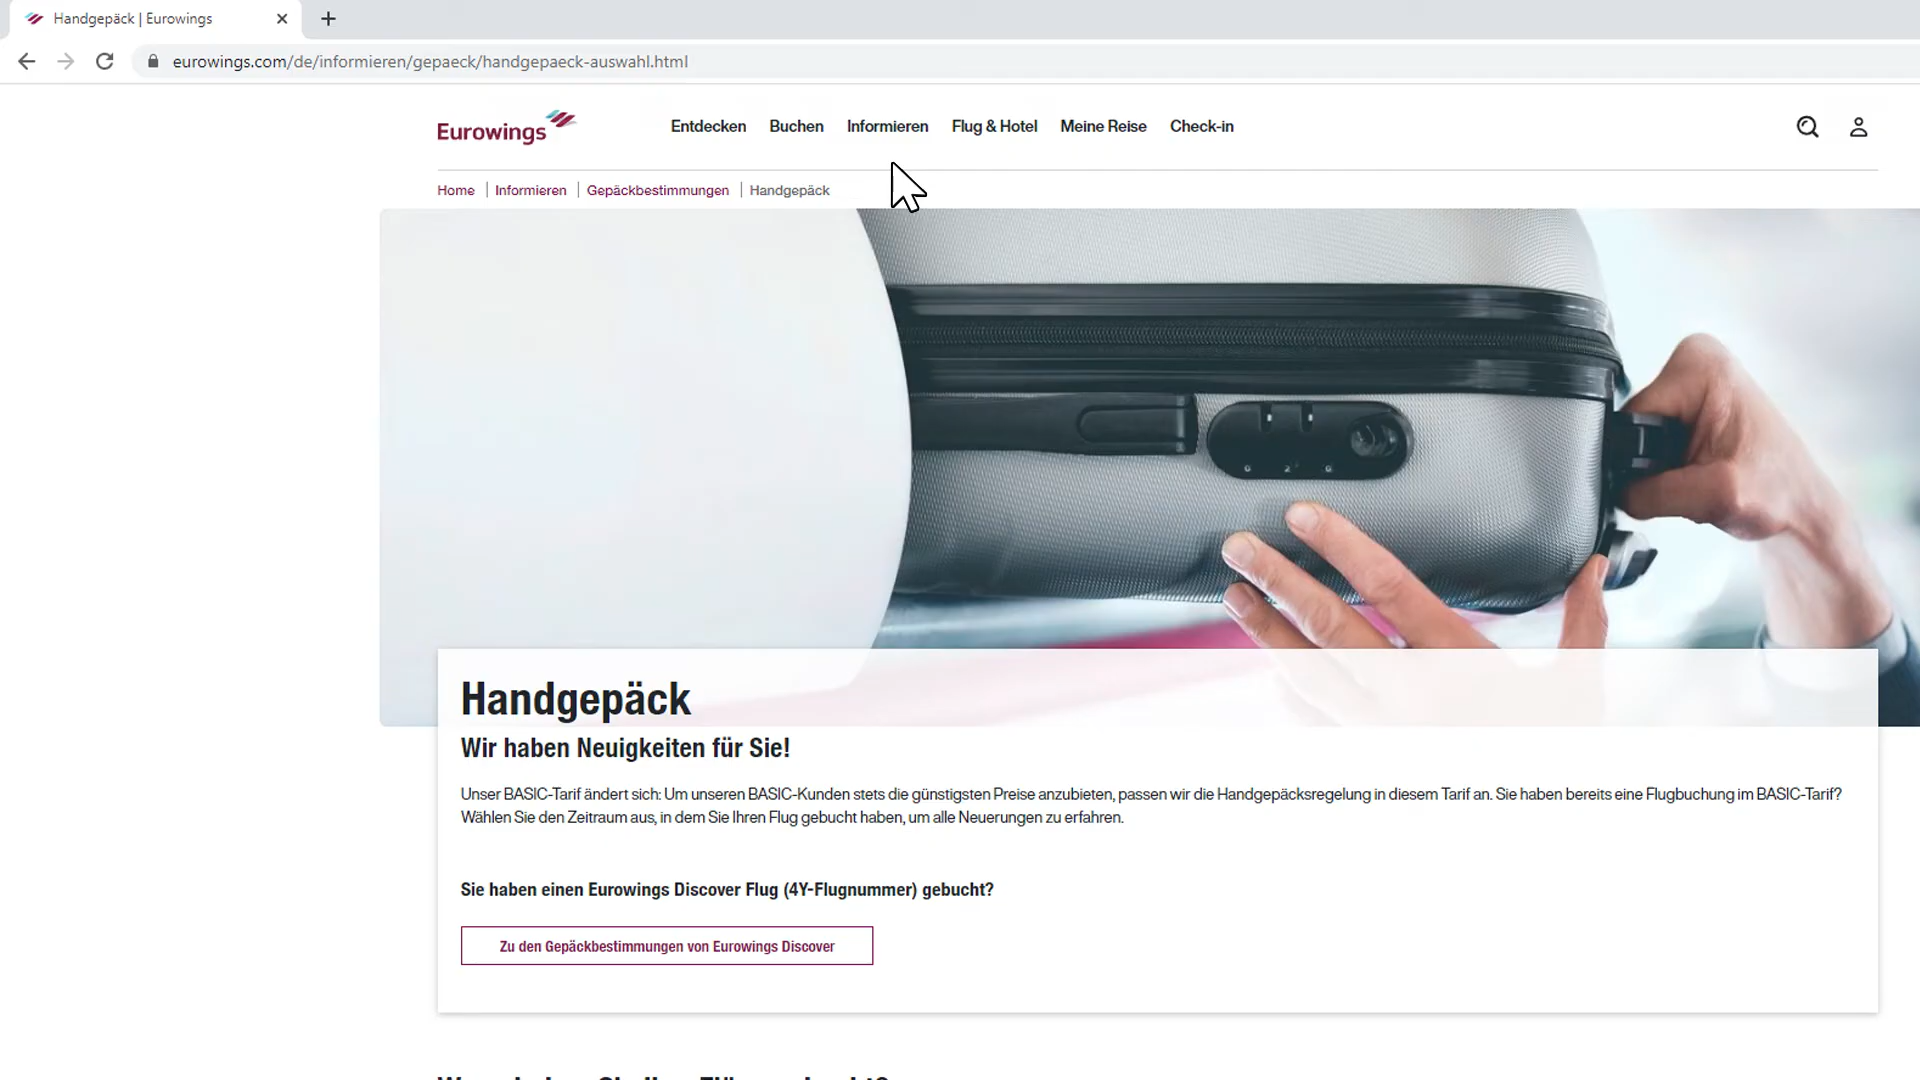 Handgepäck | Eurowings
eurowings.com/de/informieren/gepaeck/handgepaeck-auswahl.html
Eurowings
Entdecken Buchen Informieren Flug & Hotel Meine Reise Check-in
Home | Informieren | Gepäckbestimmungen | Handgepäck
Handgepäck
Wir haben Neuigkeiten für Sie!
Unser BASIC-Tarif ändert sich: Um unseren BASIC-Kunden stets die günstigsten Preise anzubieten, passen wir die Handgepäcksregelung in diesem Tarif an. Sie haben bereits eine Flugbuchung im BASIC-Tarif?
Wählen Sie den Zeitraum aus, in dem Sie Ihren Flug gebucht haben, um alle Neuerungen zu erfahren.
Sie haben einen Eurowings Discover Flug (4Y-Flugnummer) gebucht?
Zu den Gepäckbestimmungen von Eurowings Discover